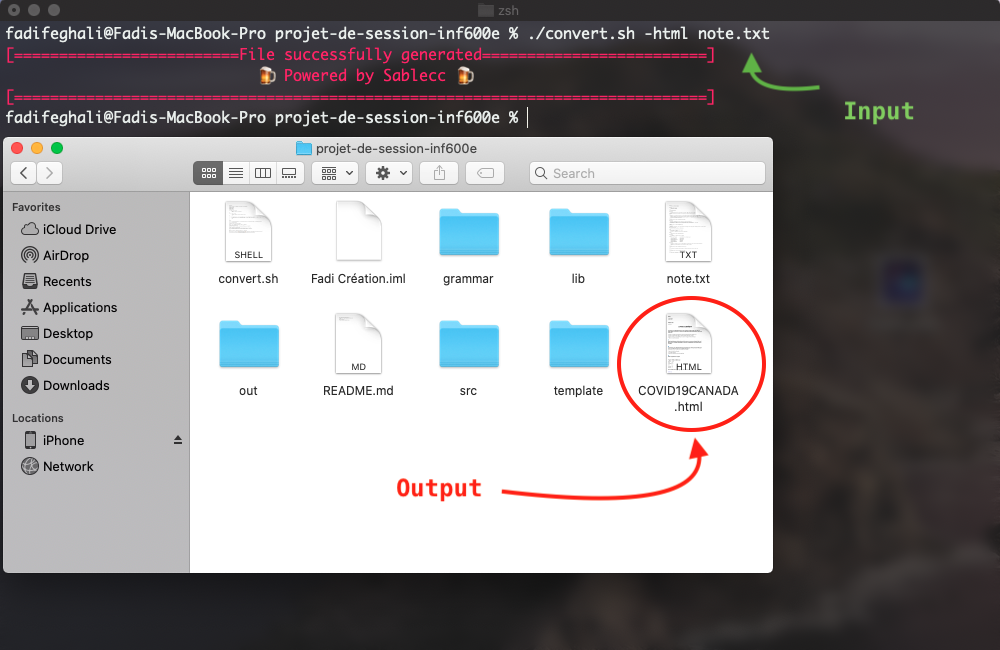 zsh
fadifeghali@Fadis-MacBook-Pro projet-de-session-inf600e % ./convert.sh -html note.txt
[=========================File successfully generated=========================]
🍺 Powered by Sablecc 🍺
[=============================================================================]
fadifeghali@Fadis-MacBook-Pro projet-de-session-inf600e %
Input
projet-de-session-inf600e
Search
Favorites
iCloud Drive
AirDrop
Recents
Applications
Desktop
Documents
Downloads
Locations
iPhone
Network
SHELL
TXT
convert.sh
Fadi Création.iml
grammar
lib
note.txt
MD
HTML
out
README.md
src
template
COVID19CANADA
.html
Output